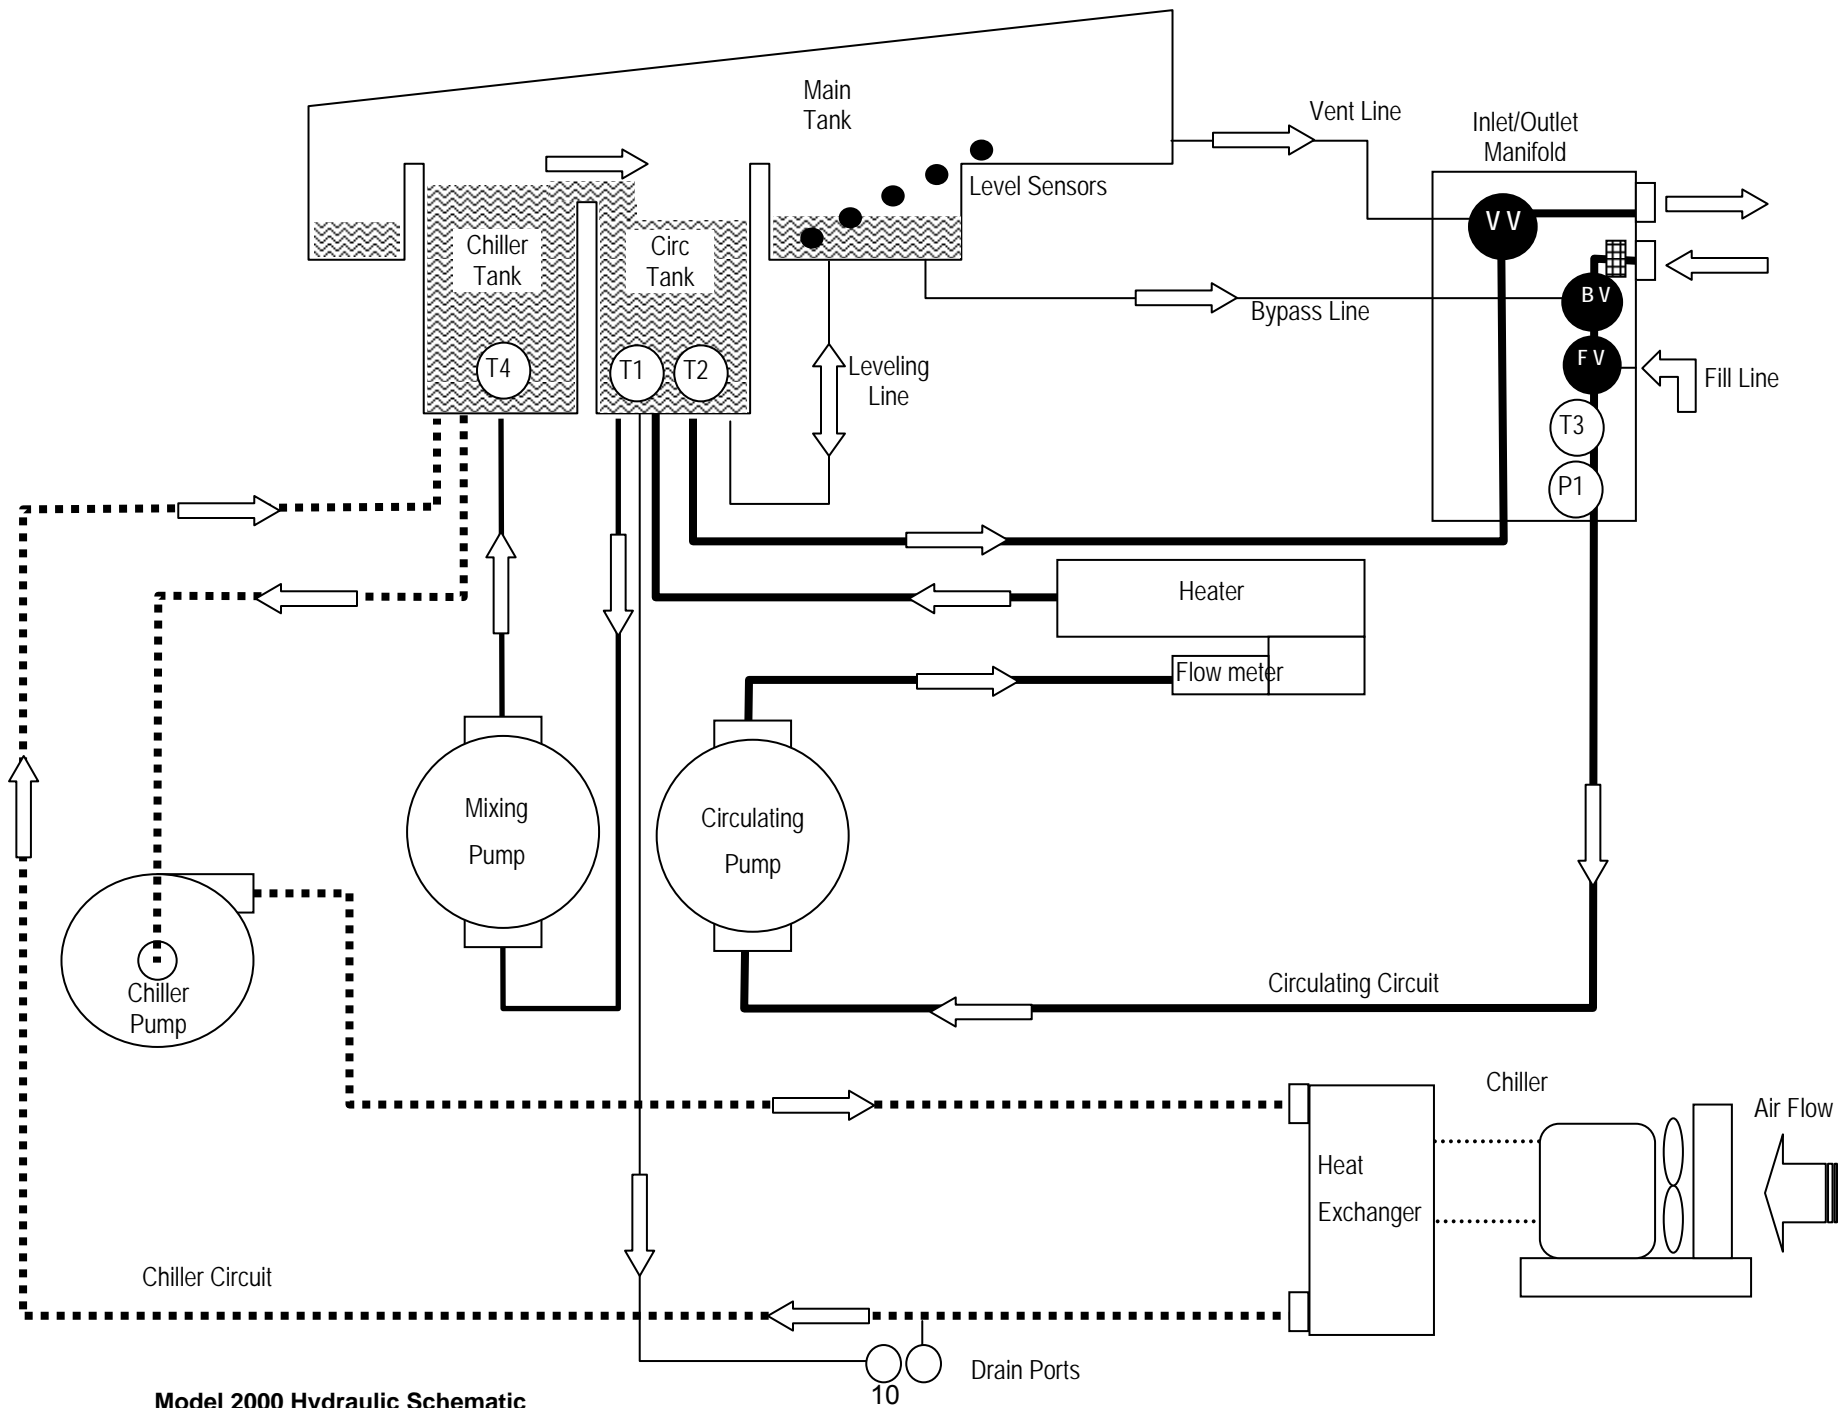 Main
Tank
Vent Line
Inlet/Outlet
Manifold
Level Sensors
V V
Chiller
Tank
Circ
Tank
B V
Bypass Line
F V
T4
T1
T2
Leveling
Line
Fill Line
T3
P1
Heater
Flow meter
Mixing
Pump
Circulating
Pump
Chiller
Pump
Circulating Circuit
Chiller
Air Flow
Heat
Exchanger
Chiller Circuit
Drain Ports
10
Model 2000 Hydraulic Schematic